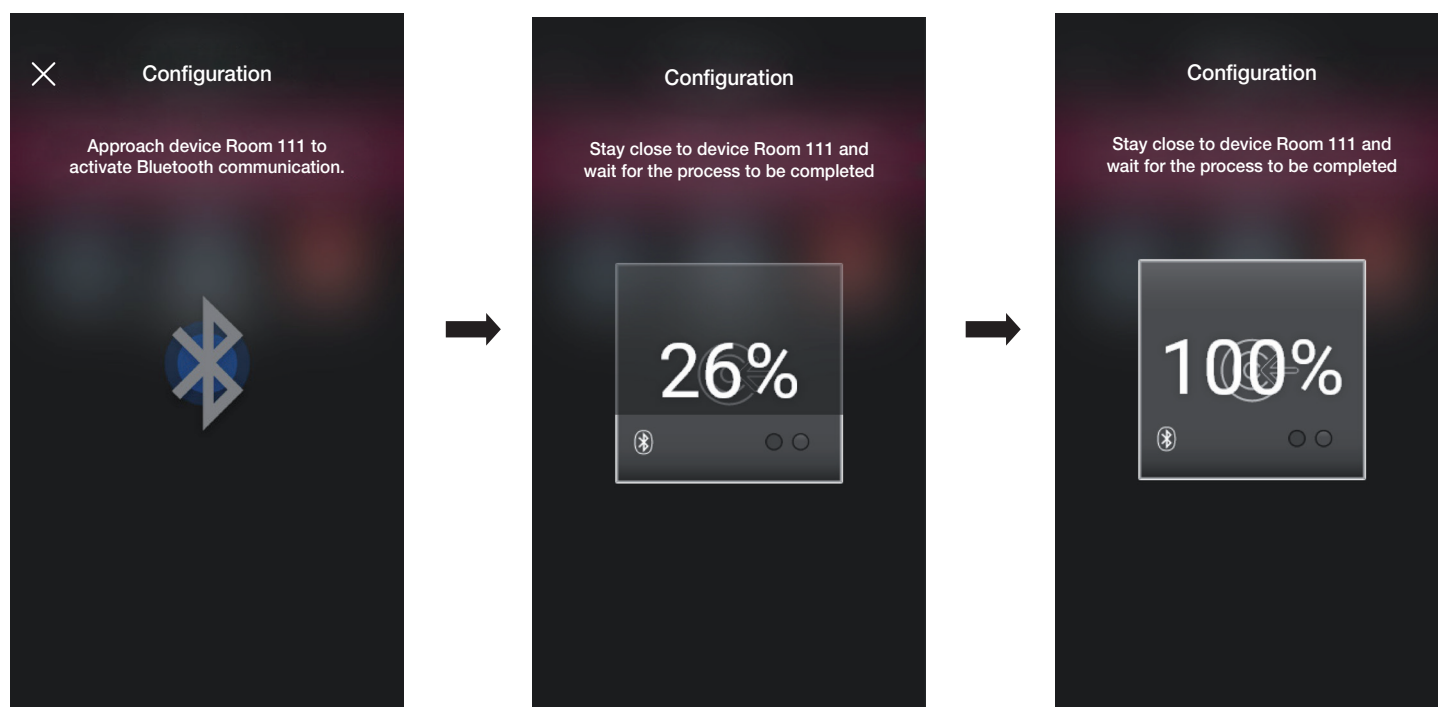 Configuration
Approach device Room 111 to
activate Bluetooth communication.
Configuration
Stay close to device Room 111 and
wait for the process to be completed
26%
Configuration
Stay close to device Room 111 and
wait for the process to be completed
100%